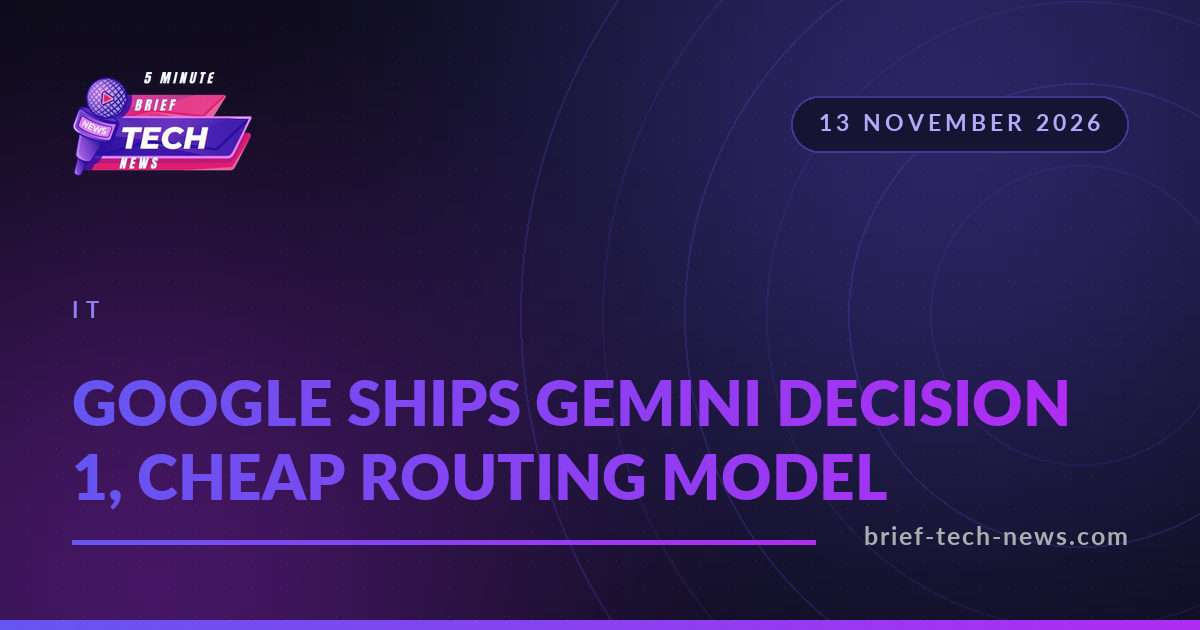 5 MINUTE
BRIEF
NEWS
TECH
NEWS
13 NOVEMBER 2026
IT
GOOGLE SHIPS GEMINI DECISION
1, CHEAP ROUTING MODEL
brief-tech-news.com